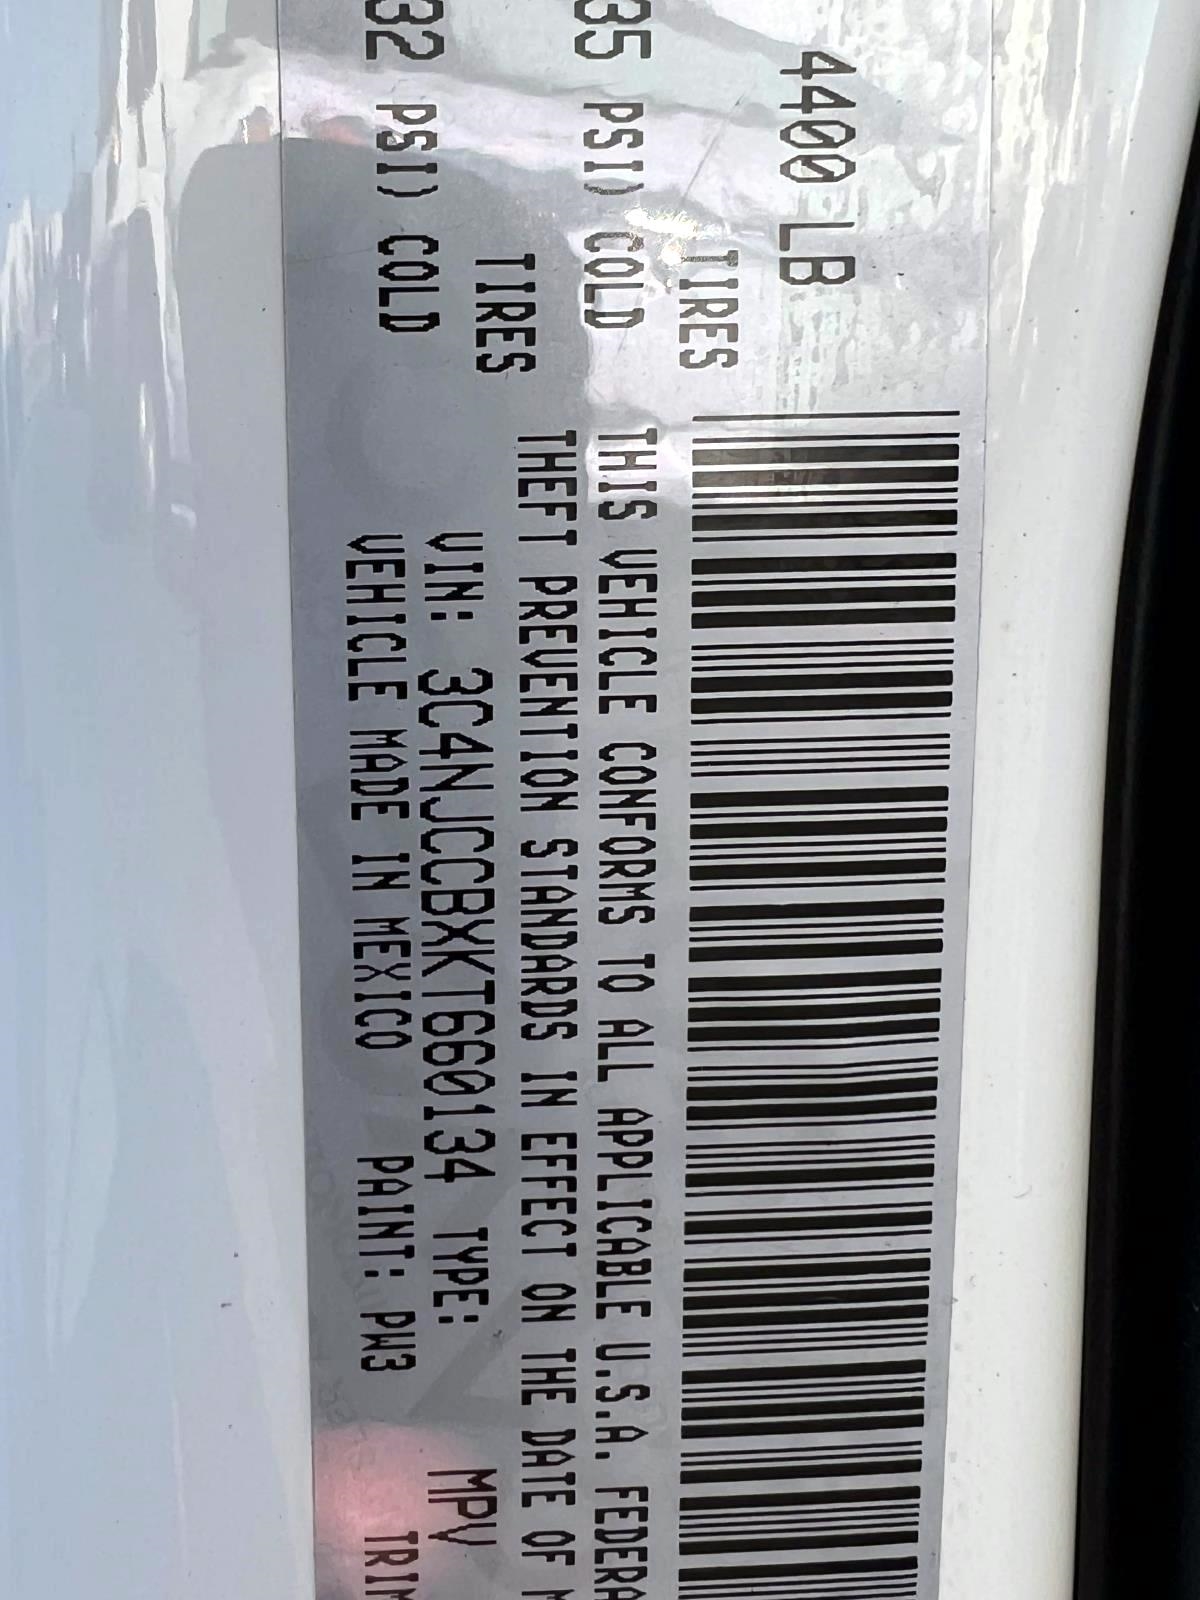 4400 LB
TIRES
35 PSI) COLD
TIRES
32 PSI) COLD
THIS VEHICLE CONFORMS TO ALL APPLICABLE U.S.A.
THEFT PREVENTION STANDARDS IN EFFECT ON THE DATE OF
VIN: 3C4NJCCBXKT660134 TYPE: MPV
VEHICLE MADE IN MEXICO PAINT: PW3 TRIM